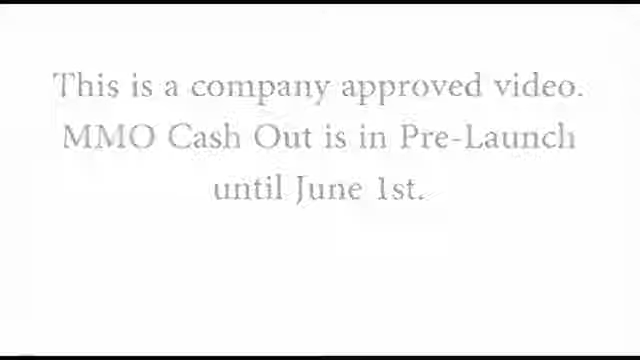 This is a company approved video.
MMO Cash Out is in Pre-Launch
until June 1st.